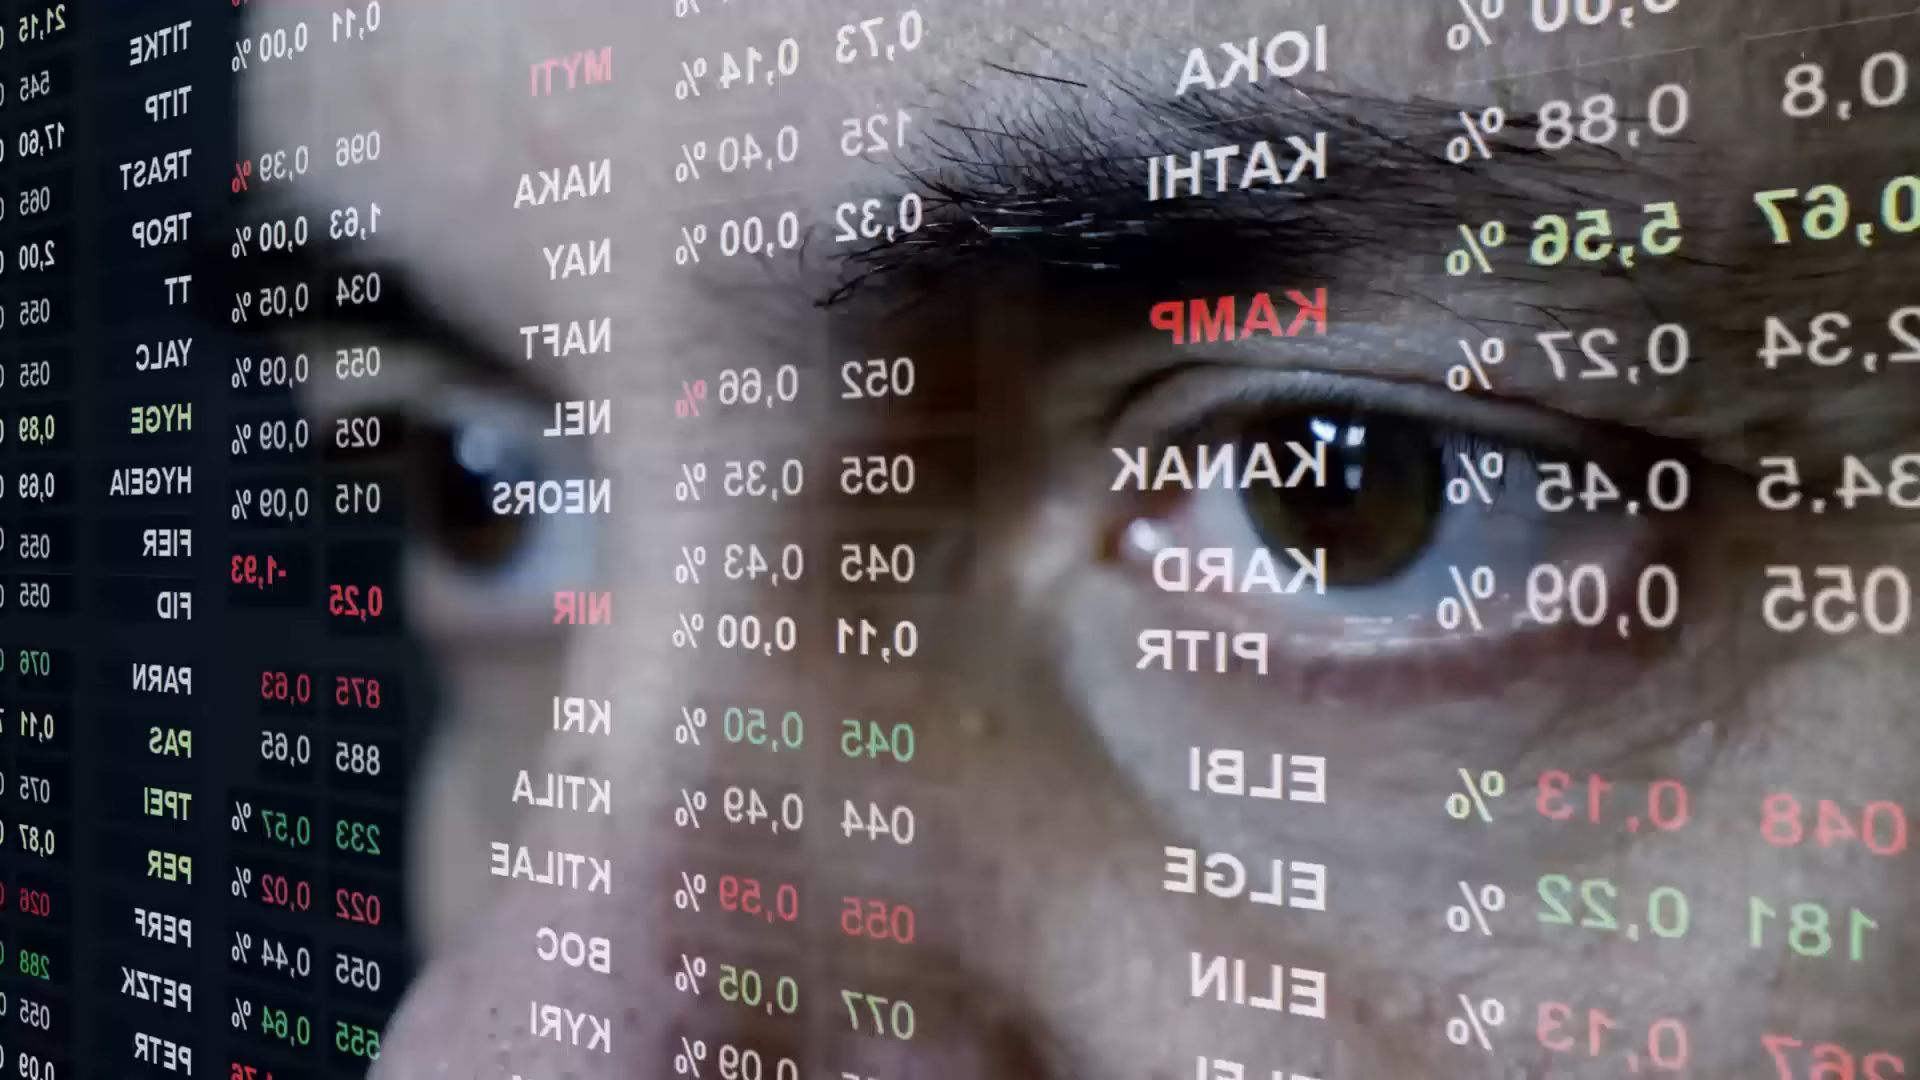 21,15
545
17,60
065
2,00
055
055
0,89
0,69
055
055
076
0,11
075
0,87
026
288
055
0,09
TITKE
TITP
TRAST
TROP
TT
YALC
HYGE
HYGEIA
FIER
FID
PARN
PAS
TPEI
PER
PERF
PETZK
PETR
0,11 0,00 %
096 0,39 %
1,63 0,00 %
034 0,05 %
055 0,09 %
025 0,09 %
015 0,09 %
-1,93
0,25
875 0,63
885 0,65
233 0,57 %
022 0,02 %
055 0,44 %
555 0,64 %
MYTI
NAKA
NAY
NAFT
NEL
NEORS
NIR
KRI
KTILA
KTILAE
BOC
KYRI
0,73 0,14 %
125 0,40 %
0,32 0,00 %
052 0,66 %
055 0,35 %
045 0,43 %
0,11 0,00 %
045 0,50 %
044 0,49 %
055 0,59 %
077 0,05 %
0,09 %
IOKA
KATHI
KAMP
KANAK
KARD
PITR
ELBI
ELGE
ELIN
0,00 %
0,8 0,88 %
0,67 5,56 %
2,34 0,27 %
34,5 0,45 %
055 0,09 %
048 0,13 %
181 0,22 %
267 0,13 %